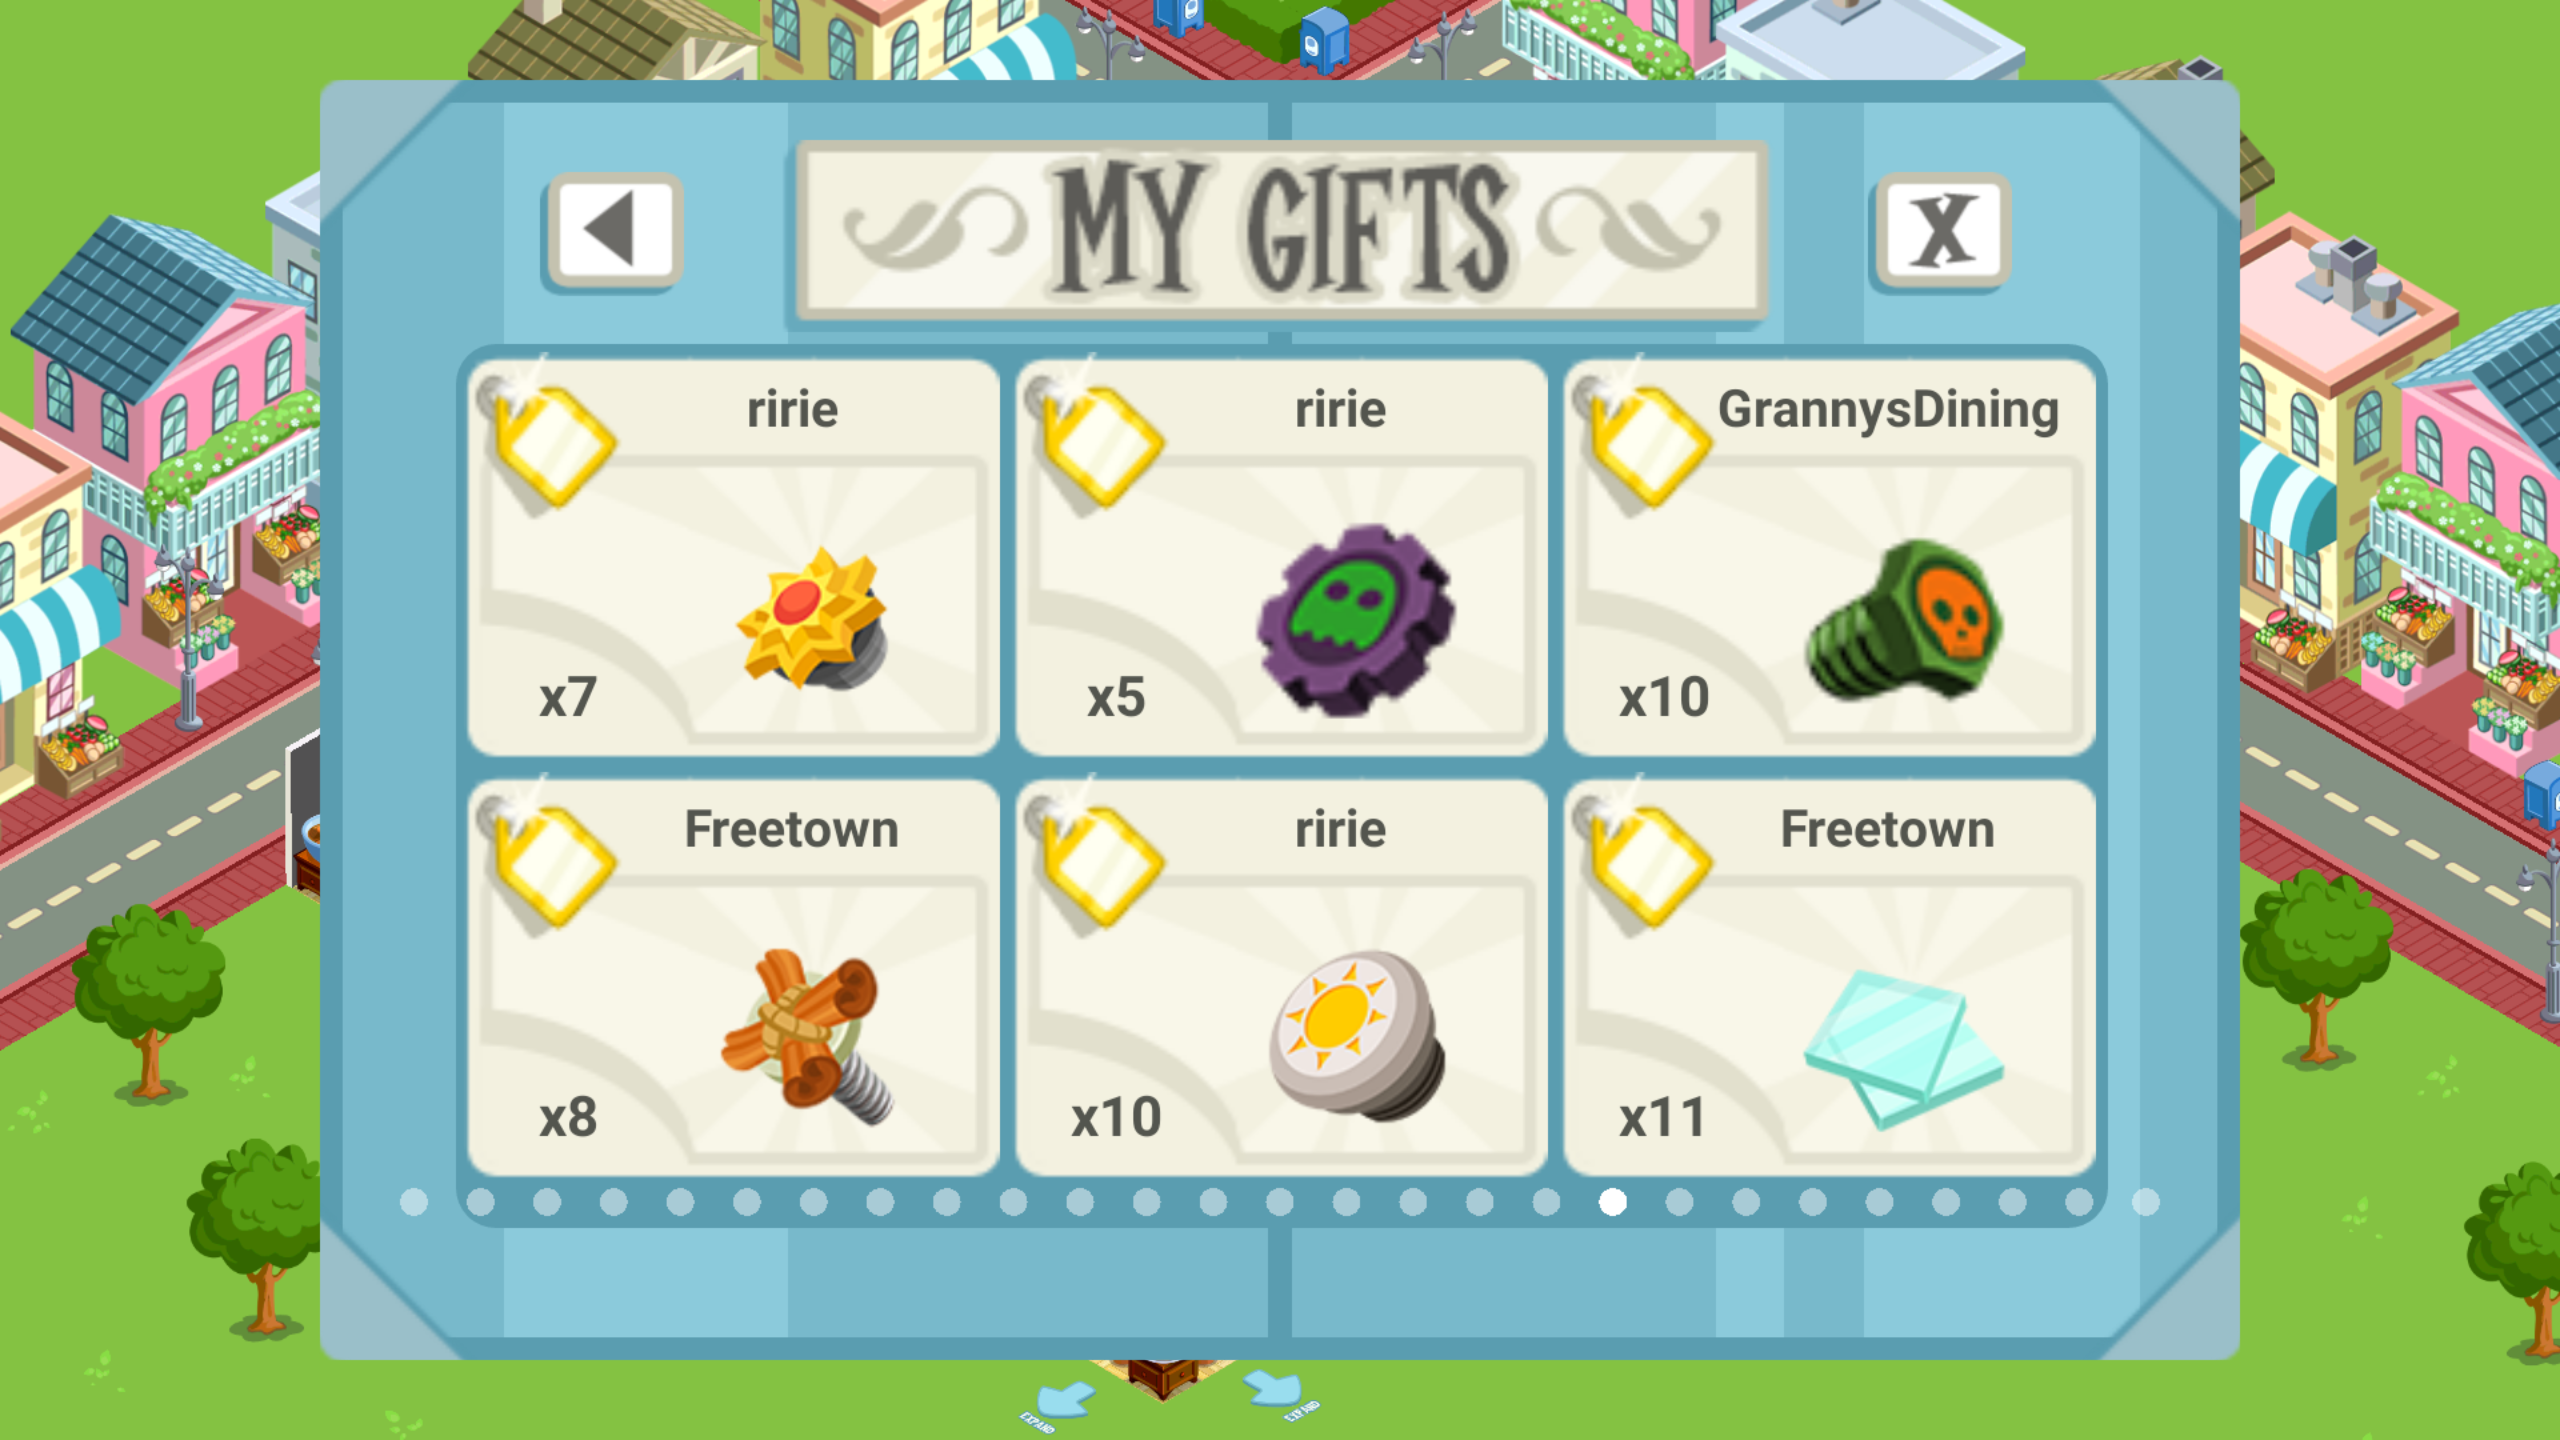 MY GIFTS
X
ririe
x7
ririe
x5
GrannysDining
x10
Freetown
x8
ririe
x10
Freetown
x11
EXPAND
EXPAND